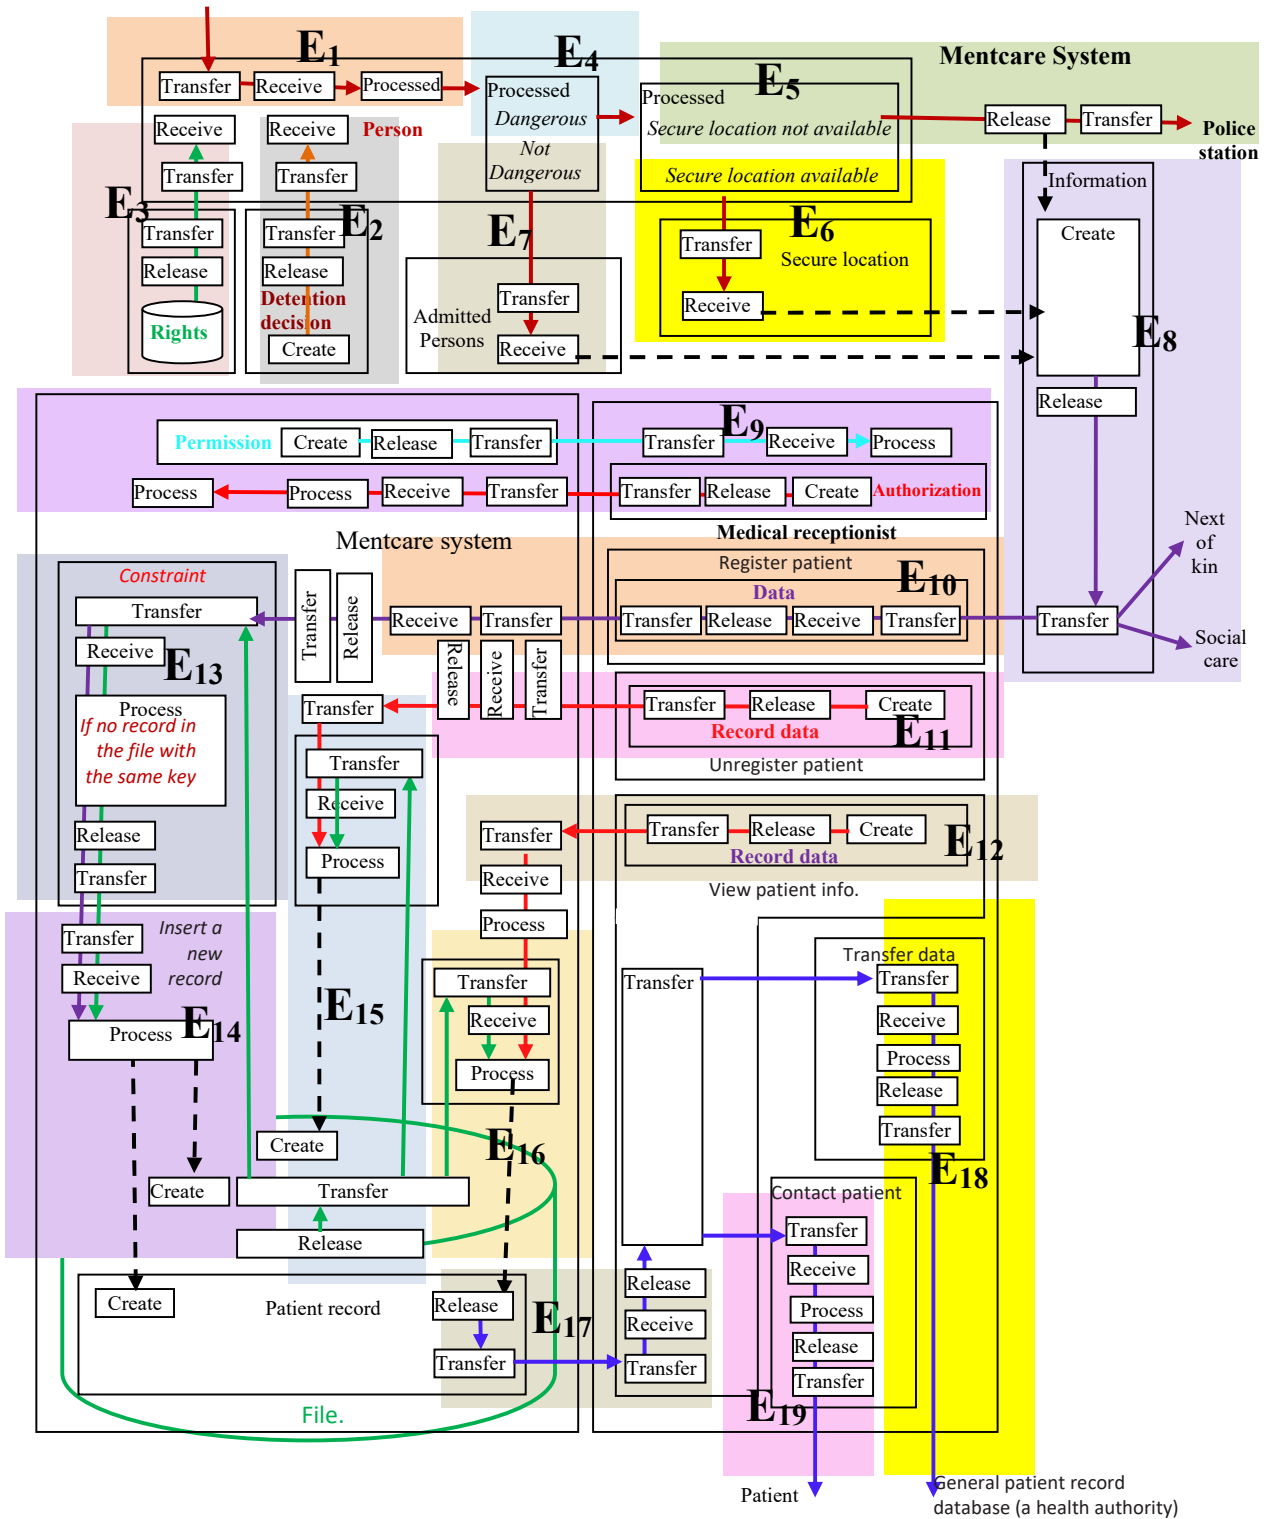 E1
E4
Mentcare System
Transfer
Receive
Processed
Processed
Dangerous
Not
Dangerous
E5
Processed
Secure location not available
Secure location available
Release
Transfer
Police
station
Receive
Receive
Person
Transfer
Transfer
E3
E2
Transfer
Transfer
Release
Release
Rights
Detention
decision
Create
E7
Admitted
Persons
Transfer
Receive
E6
Transfer
Secure location
Receive
Information
Create
E8
Release
Permission
Create
Release
Transfer
E9
Transfer
Receive
Process
Process
Process
Receive
Transfer
Transfer
Release
Create
Authorization
Medical receptionist
Mentcare system
Next
of
kin
Social
care
Register patient
E10
Data
Receive
Transfer
Transfer
Release
Receive
Transfer
Transfer
Constraint
Transfer
Transfer
Release
Receive
E13
Process
If no record in
the file with
the same key
Release
Transfer
Release
Receive
Transfer
Transfer
Transfer
Release
Create
Record data
E11
Unregister patient
Transfer
Receive
Process
Transfer
Receive
Process
Transfer
Release
Create
Record data
E12
View patient info.
Transfer
Insert a
new
record
Receive
Process
E14
E15
Transfer
Receive
Process
Transfer
Transfer data
Transfer
Receive
Process
Release
Transfer
E18
Create
E16
Create
Transfer
Release
Contact patient
Transfer
Receive
Process
Release
Transfer
E19
Create
Patient record
Release
Transfer
E17
Release
Receive
Transfer
File.
Patient
General patient record
database (a health authority)